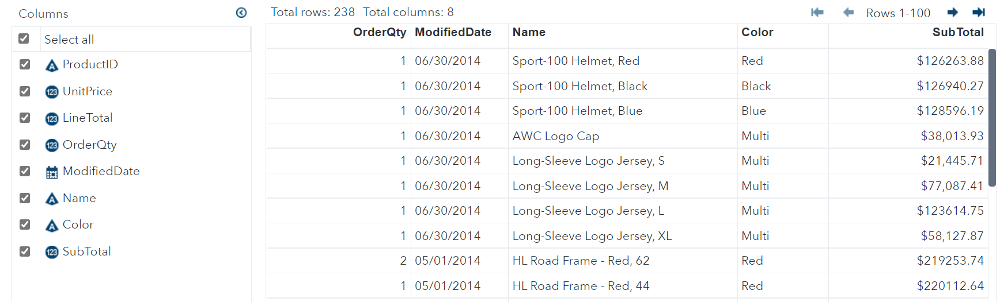 Columns
Select all
ProductID
UnitPrice
LineTotal
OrderQty
ModifiedDate
Name
Color
SubTotal
Total rows: 238 Total columns: 8 Rows 1-100
OrderQty ModifiedDate Name Color SubTotal
1 06/30/2014 Sport-100 Helmet, Red Red $126263.88
1 06/30/2014 Sport-100 Helmet, Black Black $126940.27
1 06/30/2014 Sport-100 Helmet, Blue Blue $128596.19
1 06/30/2014 AWC Logo Cap Multi $38,013.93
1 06/30/2014 Long-Sleeve Logo Jersey, S Multi $21,445.71
1 06/30/2014 Long-Sleeve Logo Jersey, M Multi $77,087.41
1 06/30/2014 Long-Sleeve Logo Jersey, L Multi $123614.75
1 06/30/2014 Long-Sleeve Logo Jersey, XL Multi $58,127.87
2 05/01/2014 HL Road Frame - Red, 62 Red $219253.74
1 05/01/2014 HL Road Frame - Red, 44 Red $220112.64